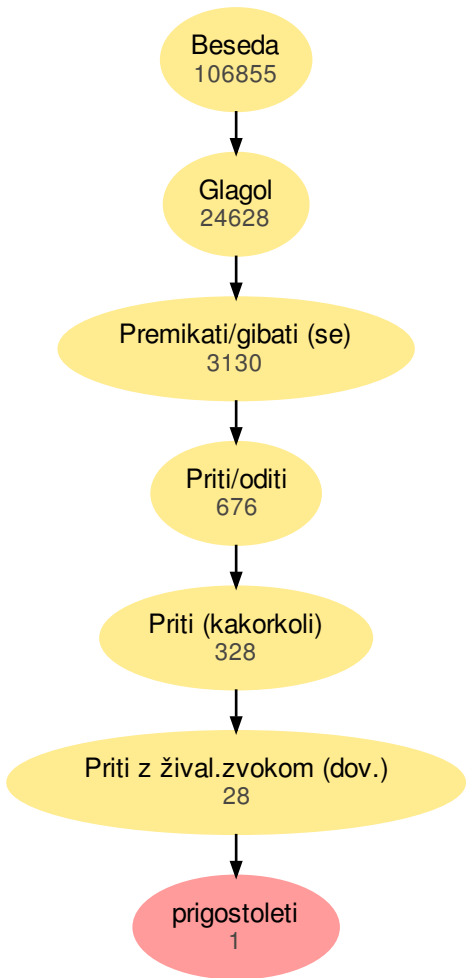 Beseda
106855
Glagol
24628
Premikati/gibati (se)
3130
Priti/oditi
676
Priti (kakorkoli)
328
Priti z žival.zvokom (dov.)
28
prigostoleti
1